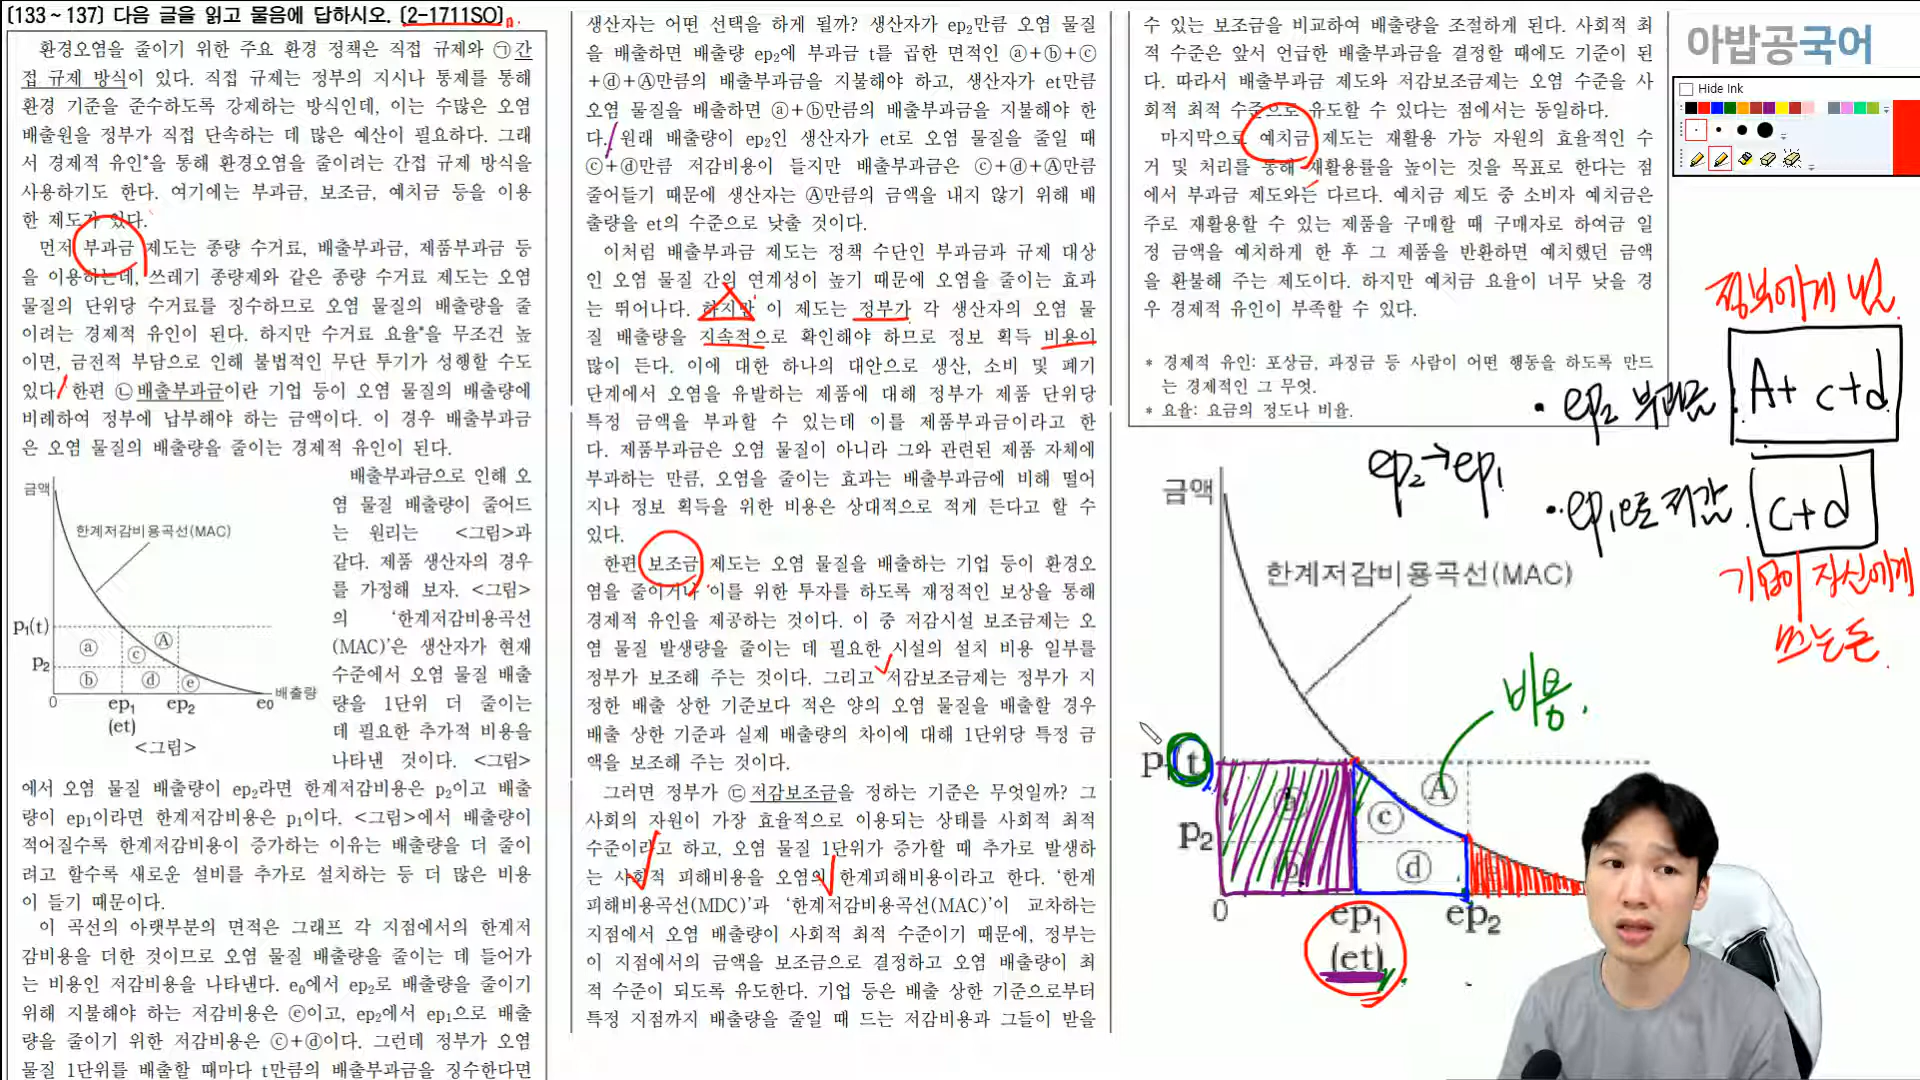 [133~137] 다음 글을 읽고 물음에 답하시오. [2-1711SO]
환경오염을 줄이기 위한 주요 환경 정책은 직접 규제와 ㉠간
접 규제 방식이 있다. 직접 규제는 정부의 지시나 통제를 통해
환경 기준을 준수하도록 강제하는 방식인데, 이는 수많은 오염
배출원을 정부가 직접 단속하는 데 많은 예산이 필요하다. 그래
서 경제적 유인*을 통해 환경오염을 줄이려는 간접 규제 방식을
사용하기도 한다. 여기에는 부과금, 보조금, 예치금 등을 이용
한 제도가 있다.
먼저 부과금 제도는 종량 수거료, 배출부과금, 제품부과금 등
을 이용하는데, 쓰레기 종량제와 같은 종량 수거료 제도는 오염
물질의 단위당 수거료를 징수하므로 오염 물질의 배출량을 줄
이려는 경제적 유인이 된다. 하지만 수거료 요율*을 무조건 높
이면, 금전적 부담으로 인해 불법적인 무단 투기가 성행할 수도
있다. 한편 ㉡배출부과금이란 기업 등이 오염 물질의 배출량에
비례하여 정부에 납부해야 하는 금액이다. 이 경우 배출부과금
은 오염 물질의 배출량을 줄이는 경제적 유인이 된다.
배출부과금으로 인해 오
염 물질 배출량이 줄어드
는 원리는 <그림>과
같다. 제품 생산자의 경우
를 가정해 보자. <그림>
의 ‘한계저감비용곡선
(MAC)’은 생산자가 현재
수준에서 오염 물질 배출
량을 1단위 더 줄이는
데 필요한 추가적 비용을
나타낸 것이다. <그림>
금액
한계저감비용곡선(MAC)
p₁(t)
ⓐ Ⓐ
ⓒ
p₂
ⓑ ⓓ ⓔ
배출량
0 ep₁ ep₂ e₀
(et)
<그림>
에서 오염 물질 배출량이 ep₂라면 한계저감비용은 p₂이고 배출
량이 ep₁이라면 한계저감비용은 p₁이다. <그림>에서 배출량이
적어질수록 한계저감비용이 증가하는 이유는 배출량을 더 줄이
려고 할수록 새로운 설비를 추가로 설치하는 등 더 많은 비용
이 들기 때문이다.
이 곡선의 아랫부분의 면적은 그래프 각 지점에서의 한계저
감비용을 더한 것이므로 오염 물질 배출량을 줄이는 데 들어가
는 비용인 저감비용을 나타낸다. e₀에서 ep₂로 배출량을 줄이기
위해 지불해야 하는 저감비용은 ⓔ이고, ep₂에서 ep₁으로 배출
량을 줄이기 위한 저감비용은 ⓒ+ⓓ이다. 그런데 정부가 오염
물질 1단위를 배출할 때마다 t만큼의 배출부과금을 징수한다면
생산자는 어떤 선택을 하게 될까? 생산자가 ep₂만큼 오염 물질
을 배출하면 배출량 ep₂에 부과금 t를 곱한 면적인 ⓐ+ⓑ+ⓒ
+ⓓ+Ⓐ만큼의 배출부과금을 지불해야 하고, 생산자가 et만큼
오염 물질을 배출하면 ⓐ+ⓑ만큼의 배출부과금을 지불해야 한
다. 원래 배출량이 ep₂인 생산자가 et로 오염 물질을 줄일 때
ⓒ+ⓓ만큼 저감비용이 들지만 배출부과금은 ⓒ+ⓓ+Ⓐ만큼
줄어들기 때문에 생산자는 Ⓐ만큼의 금액을 내지 않기 위해 배
출량을 et의 수준으로 낮출 것이다.
이처럼 배출부과금 제도는 정책 수단인 부과금과 규제 대상
인 오염 물질 간의 연계성이 높기 때문에 오염을 줄이는 효과
는 뛰어나다. 하지만 이 제도는 정부가 각 생산자의 오염 물
질 배출량을 지속적으로 확인해야 하므로 정보 획득 비용이
많이 든다. 이에 대한 하나의 대안으로 생산, 소비 및 폐기
단계에서 오염을 유발하는 제품에 대해 정부가 제품 단위당
특정 금액을 부과할 수 있는데 이를 제품부과금이라고 한
다. 제품부과금은 오염 물질이 아니라 그와 관련된 제품 자체에
부과하는 만큼, 오염을 줄이는 효과는 배출부과금에 비해 떨어
지나 정보 획득을 위한 비용은 상대적으로 적게 든다고 할 수
있다.
한편 보조금 제도는 오염 물질을 배출하는 기업 등이 환경오
염을 줄이거나 이를 위한 투자를 하도록 재정적인 보상을 통해
경제적 유인을 제공하는 것이다. 이 중 저감시설 보조금제는 오
염 물질 발생량을 줄이는 데 필요한 시설의 설치 비용 일부를
정부가 보조해 주는 것이다. 그리고 저감보조금제는 정부가 지
정한 배출 상한 기준보다 적은 양의 오염 물질을 배출할 경우
배출 상한 기준과 실제 배출량의 차이에 대해 1단위당 특정 금
액을 보조해 주는 것이다.
그러면 정부가 ㉢저감보조금을 정하는 기준은 무엇일까? 그
사회의 자원이 가장 효율적으로 이용되는 상태를 사회적 최적
수준이라고 하고, 오염 물질 1단위가 증가할 때 추가로 발생하
는 사회적 피해비용을 오염의 한계피해비용이라고 한다. ‘한계
피해비용곡선(MDC)’과 ‘한계저감비용곡선(MAC)’이 교차하는
지점에서 오염 배출량이 사회적 최적 수준이기 때문에, 정부는
이 지점에서의 금액을 보조금으로 결정하고 오염 배출량이 최
적 수준이 되도록 유도한다. 기업 등은 배출 상한 기준으로부터
특정 지점까지 배출량을 줄일 때 드는 저감비용과 그들이 받을
수 있는 보조금을 비교하여 배출량을 조절하게 된다. 사회적 최
적 수준은 앞서 언급한 배출부과금을 결정할 때에도 기준이 된
다. 따라서 배출부과금 제도와 저감보조금제는 오염 수준을 사
회적 최적 수준으로 유도할 수 있다는 점에서는 동일하다.
마지막으로 예치금 제도는 재활용 가능 자원의 효율적인 수
거 및 처리를 통해 재활용률을 높이는 것을 목표로 한다는 점
에서 부과금 제도와는 다르다. 예치금 제도 중 소비자 예치금은
주로 재활용할 수 있는 제품을 구매할 때 구매자로 하여금 일
정 금액을 예치하게 한 후 그 제품을 반환하면 예치했던 금액
을 환불해 주는 제도이다. 하지만 예치금 요율이 너무 낮을 경
우 경제적 유인이 부족할 수 있다.
* 경제적 유인: 포상금, 과징금 등 사람이 어떤 행동을 하도록 만드
는 경제적인 그 무엇.
* 요율: 요금의 정도나 비율.
아밥공국어
Hide Ink
정부에게 낸
• ep₂ 부과금 A+ c+d
ep₂→ep₁
• ep₁으로 저감 c+d
기업이 자신에게
쓰는돈
비용
금액
한계저감비용곡선(MAC)
p (t)
ⓐ ⓒ Ⓐ
p₂
ⓑ ⓓ
0 ep₁ ep₂
(et)